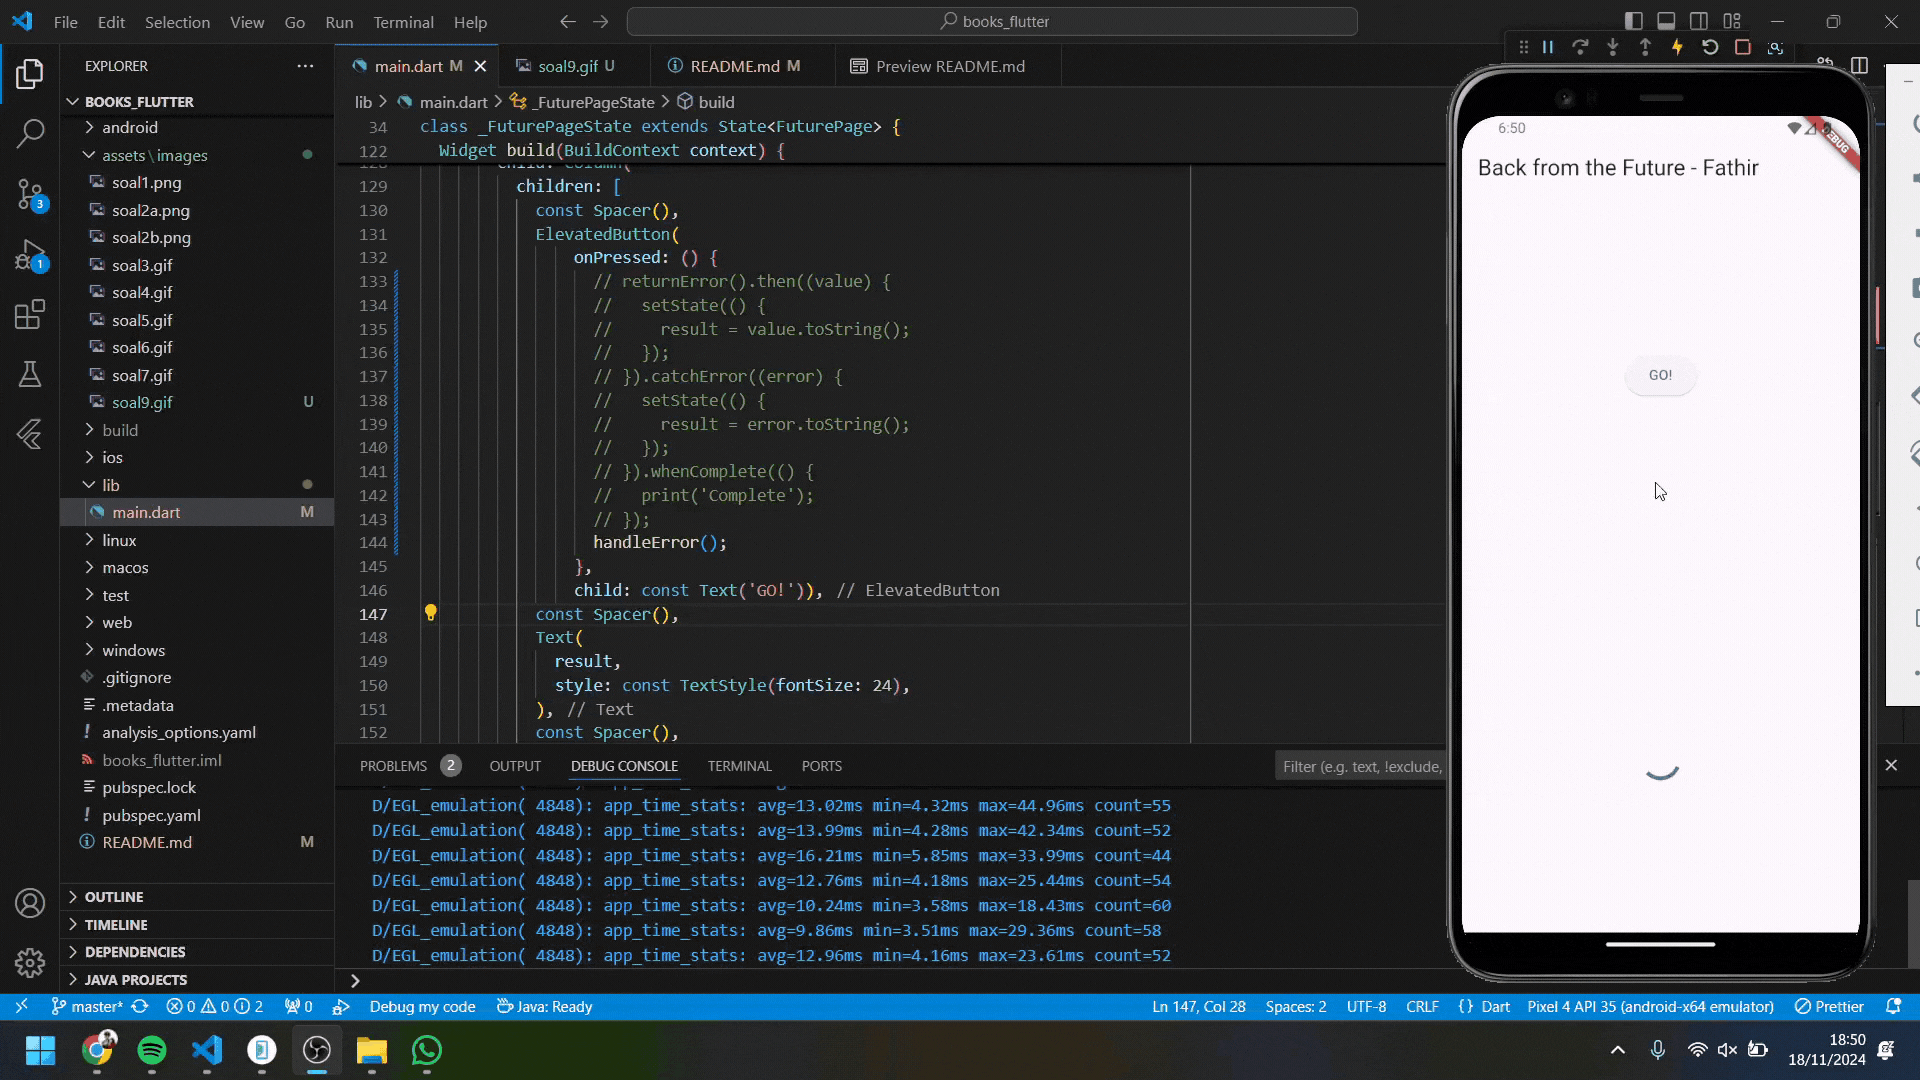 File Edit Selection View Go Run Terminal Help
books_flutter
EXPLORER
BOOKS_FLUTTER
android
assets\images
soal1.png
soal2a.png
soal2b.png
soal3.gif
soal4.gif
soal5.gif
soal6.gif
soal7.gif
soal9.gif U
build
ios
lib
main.dart M
linux
macos
test
web
windows
.gitignore
.metadata
analysis_options.yaml
books_flutter.iml
pubspec.lock
pubspec.yaml
README.md M
OUTLINE
TIMELINE
DEPENDENCIES
JAVA PROJECTS
3
1
main.dart M
soal9.gif U
README.md M
Preview README.md
lib > main.dart > _FuturePageState > build
34 class _FuturePageState extends State<FuturePage> {
122 Widget build(BuildContext context) {
129 children: [
130 const Spacer(),
131 ElevatedButton(
132 onPressed: () {
133 // returnError().then((value) {
134 //   setState(() {
135 //     result = value.toString();
136 //   });
137 // }).catchError((error) {
138 //   setState(() {
139 //     result = error.toString();
140 //   });
141 // }).whenComplete(() {
142 //   print('Complete');
143 // });
144 handleError();
145 },
146 child: const Text('GO!')), // ElevatedButton
147 const Spacer(),
148 Text(
149 result,
150 style: const TextStyle(fontSize: 24),
151 ), // Text
152 const Spacer(),
PROBLEMS 2 OUTPUT DEBUG CONSOLE TERMINAL PORTS
Filter (e.g. text, !exclude,
D/EGL_emulation( 4848): app_time_stats: avg=13.02ms min=4.32ms max=44.96ms count=55
D/EGL_emulation( 4848): app_time_stats: avg=13.99ms min=4.28ms max=42.34ms count=52
D/EGL_emulation( 4848): app_time_stats: avg=16.21ms min=5.85ms max=33.99ms count=44
D/EGL_emulation( 4848): app_time_stats: avg=12.76ms min=4.18ms max=25.44ms count=54
D/EGL_emulation( 4848): app_time_stats: avg=10.24ms min=3.58ms max=18.43ms count=60
D/EGL_emulation( 4848): app_time_stats: avg=9.86ms min=3.51ms max=29.36ms count=58
D/EGL_emulation( 4848): app_time_stats: avg=12.96ms min=4.16ms max=23.61ms count=52
6:50
DEBUG
Back from the Future - Fathir
GO!
master* 0 0 2 0 Debug my code Java: Ready
Ln 147, Col 28 Spaces: 2 UTF-8 CRLF {} Dart Pixel 4 API 35 (android-x64 emulator) Prettier
18:50
18/11/2024